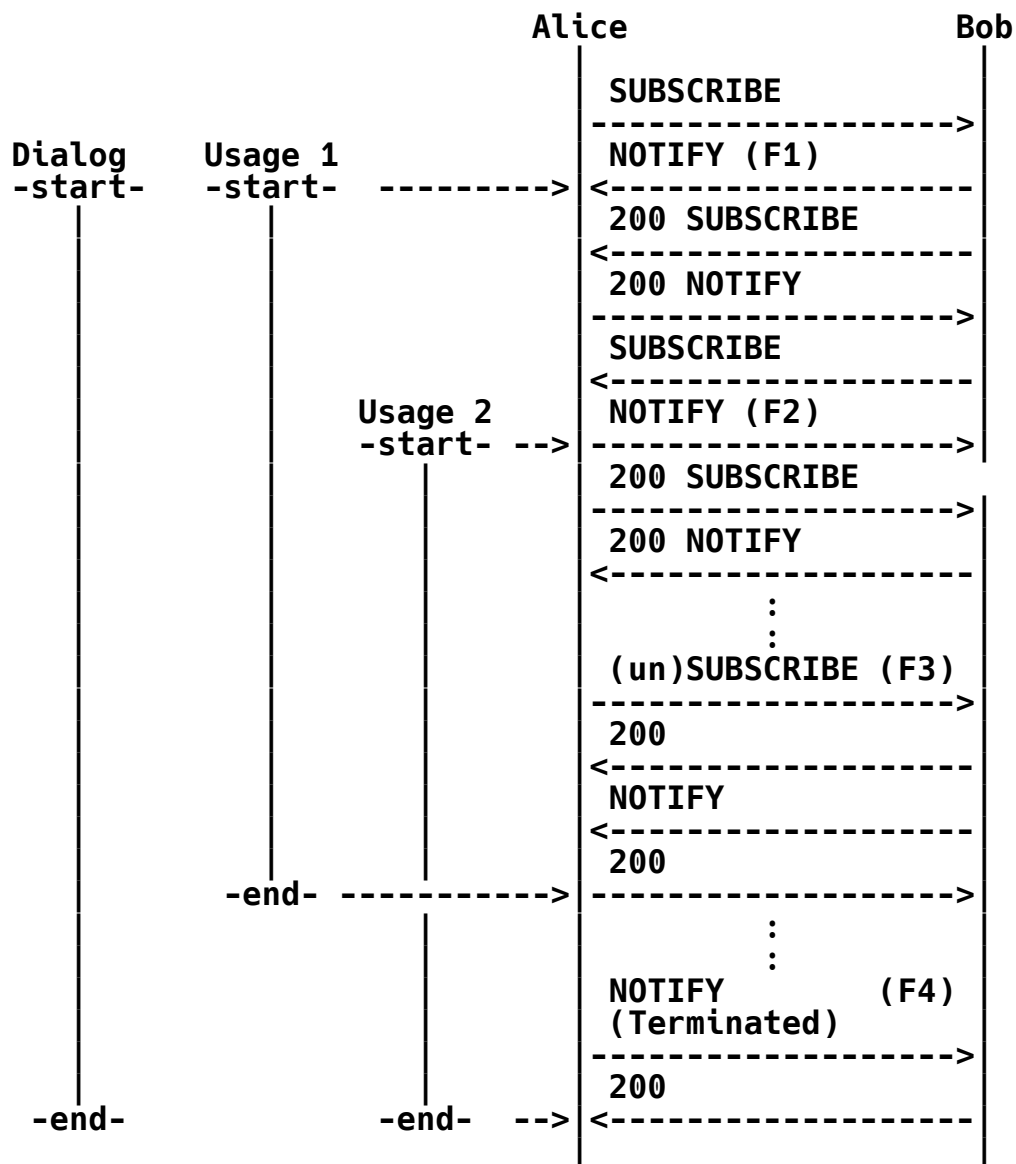 Alice Bob
SUBSCRIBE
------------------->
Dialog Usage 1 NOTIFY (F1)
-start- -start- ---------> <-------------------
200 SUBSCRIBE
<-------------------
200 NOTIFY
------------------->
SUBSCRIBE
<-------------------
Usage 2 NOTIFY (F2)
-start- --> ------------------->
200 SUBSCRIBE
------------------->
200 NOTIFY
<-------------------
:
:
(un)SUBSCRIBE (F3)
------------------->
200
<-------------------
NOTIFY
<-------------------
200
-end- -----------> ------------------->
:
:
NOTIFY (F4)
(Terminated)
------------------->
200
-end- -end- --> <-------------------